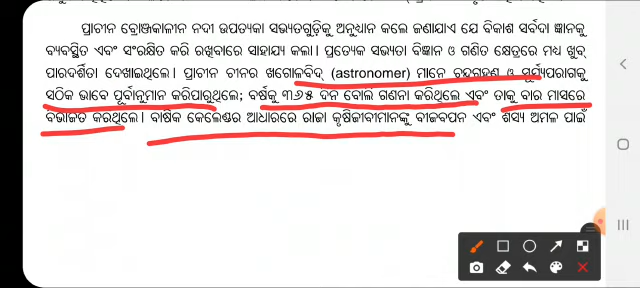 ପ୍ରାଚୀନ ବ୍ରୋଞ୍ଜକାଳୀନ ନଦୀ ଉପତ୍ୟକା ସଭ୍ୟତାଗୁଡ଼ିକୁ ଅନୁଧ୍ୟାନ କଲେ ଜଣାଯାଏ ଯେ ବିକାଶ ସର୍ବଦା ଜ୍ଞାନକୁ
ବ୍ୟବସ୍ଥିତ ଏବଂ ସଂରକ୍ଷିତ କରି ରଖିବାରେ ସାହାଯ୍ୟ କଲା । ପ୍ରତ୍ୟେକ ସଭ୍ୟତା ବିଜ୍ଞାନ ଓ ଗଣିତ କ୍ଷେତ୍ରରେ ମଧ୍ୟ ଖୁବ୍
ପାରଦର୍ଶିତା ଦେଖାଇଥିଲେ । ପ୍ରାଚୀନ ଚୀନର ଖଗୋଳବିତ୍ (astronomer) ମାନେ ଚନ୍ଦ୍ରଗ୍ରହଣ ଓ ସୂର୍ଯ୍ୟପରାଗକୁ
ସଠିକ ଭାବେ ପୂର୍ବାନୁମାନ କରିପାରୁଥିଲେ; ବର୍ଷକୁ ୩୬୫ ଦିନ ବୋଲି ଗଣନା କରିଥିଲେ ଏବଂ ତାକୁ ବାର ମାସରେ
ବିଭାଜିତ କରିଥିଲେ । ବାର୍ଷିକ କେଲେଣ୍ଡର ଆଧାରରେ ରାଜା କୃଷିଜୀବୀମାନଙ୍କୁ ବୀଜବପନ ଏବଂ ଶସ୍ୟ ଅମଳ ପାଇଁ